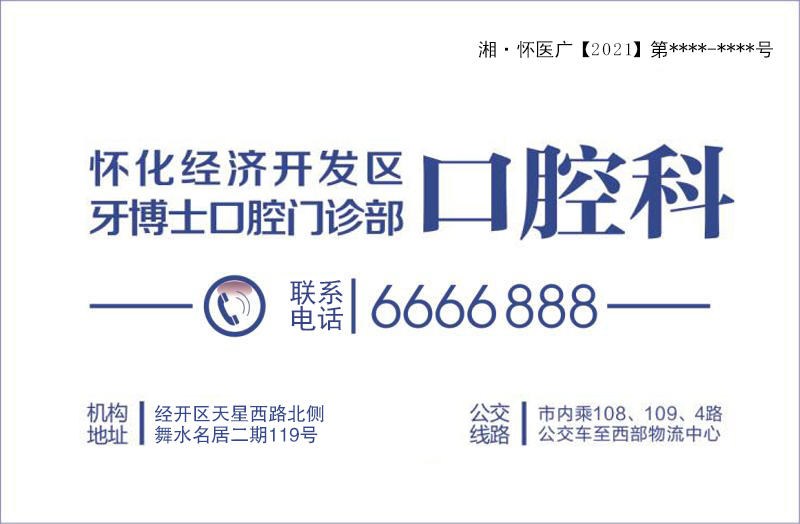 湘·怀医广【2021】第****-****号
怀化经济开发区
牙博士口腔门诊部
口腔科
联系
电话
6666888
机构
地址
经开区天星西路北侧
舞水名居二期119号
公交
线路
市内乘108、109、4路
公交车至西部物流中心